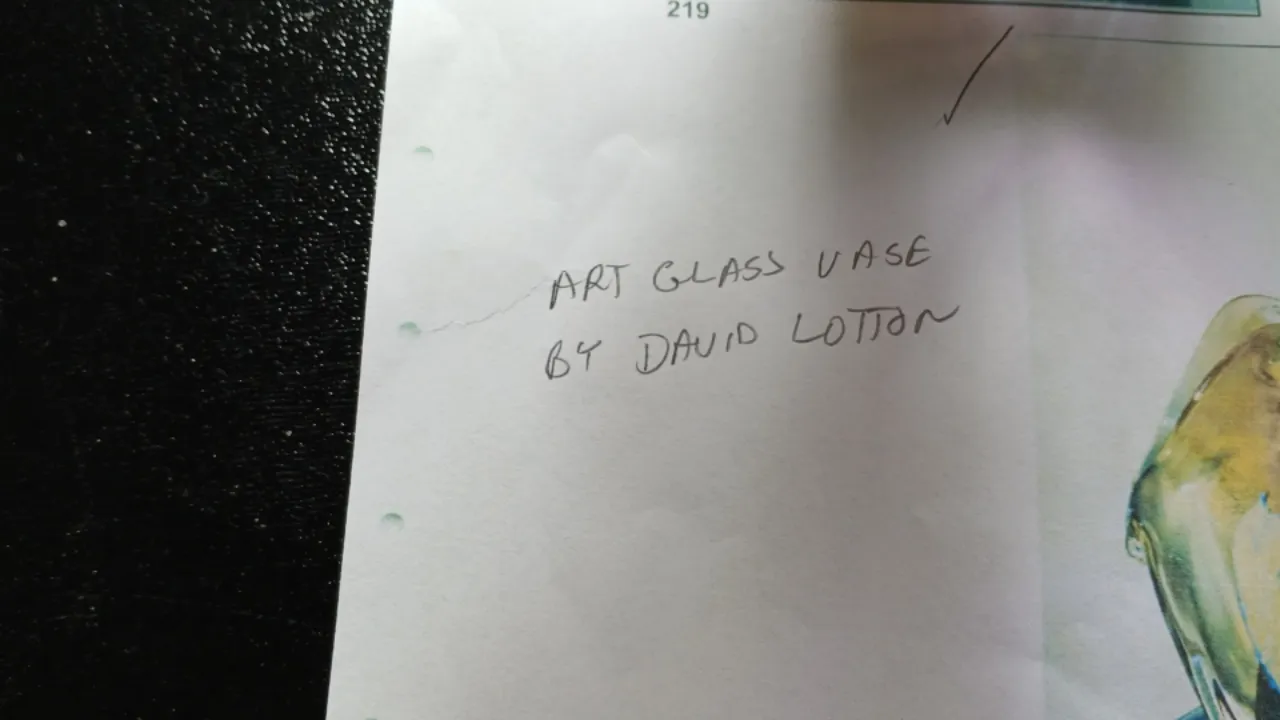 219
ART GLASS VASE
BY DAVID LOTTON